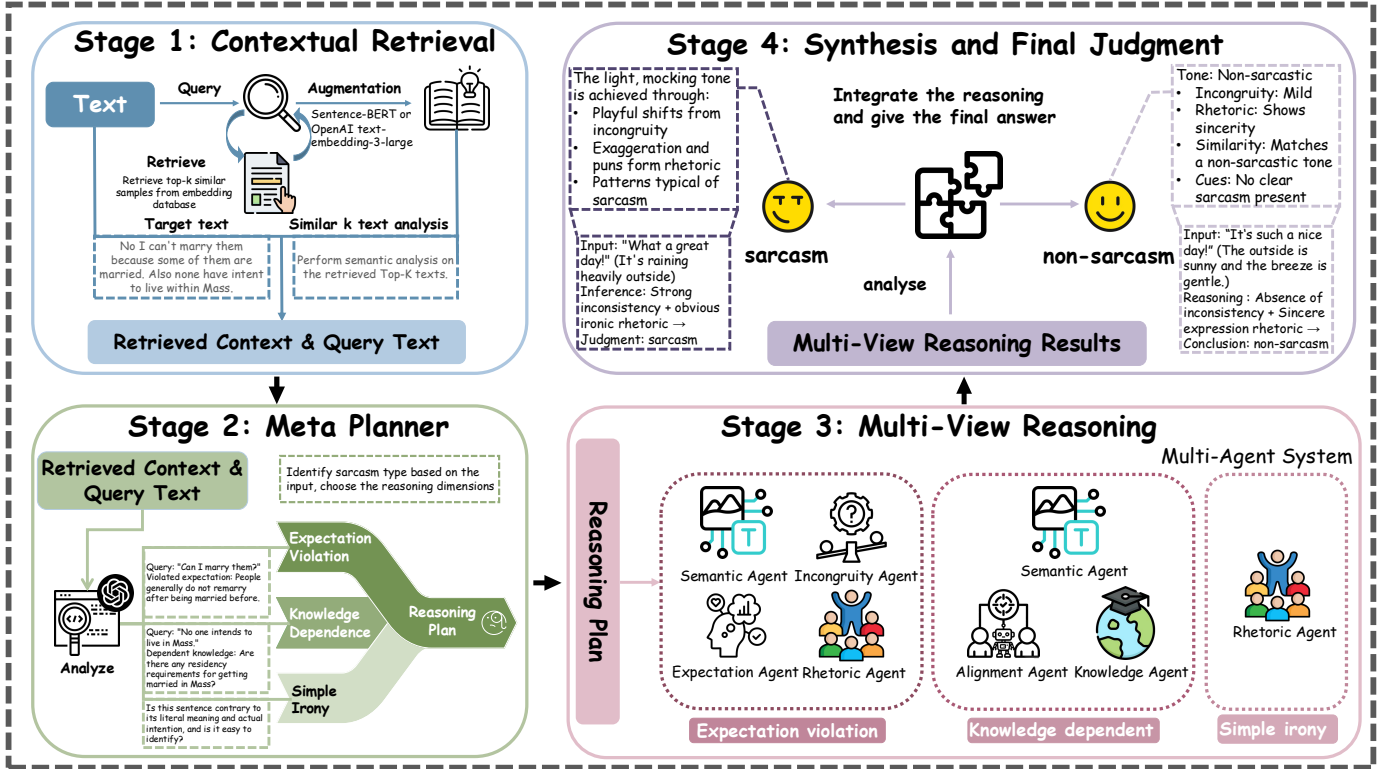 Stage 1: Contextual Retrieval
Text
Query
Augmentation
Sentence-BERT or
OpenAI text-
embedding-3-large
Retrieve
Retrieve top-k similar
samples from embedding
database
Target text
Similar k text analysis
No I can't marry them
because some of them are
married. Also none have intent
to live within Mass.
Perform semantic analysis on
the retrieved Top-K texts.
Retrieved Context & Query Text
Stage 2: Meta Planner
Retrieved Context &
Query Text
Identify sarcasm type based on the
input, choose the reasoning dimensions
Analyze
Query: "Can I marry them?"
Violated expectation: People
generally do not remarry
after being married before.
Query: "No one intends to
live in Mass."
Dependent knowledge: Are
there any residency
requirements for getting
married in Mass?
Is this sentence contrary to
its literal meaning and actual
intention, and is it easy to
identify?
Expectation
Violation
Knowledge
Dependence
Simple
Irony
Reasoning
Plan
Stage 3: Multi-View Reasoning
Multi-Agent System
Reasoning Plan
Semantic Agent
Incongruity Agent
Expectation Agent
Rhetoric Agent
Expectation violation
Semantic Agent
Alignment Agent
Knowledge Agent
Knowledge dependent
Rhetoric Agent
Simple irony
Stage 4: Synthesis and Final Judgment
The light, mocking tone
is achieved through:
• Playful shifts from
incongruity
• Exaggeration and
puns form rhetoric
• Patterns typical of
sarcasm
Input: "What a great
day!" (It's raining
heavily outside)
Inference: Strong
inconsistency + obvious
ironic rhetoric →
Judgment: sarcasm
Integrate the reasoning
and give the final answer
sarcasm
non-sarcasm
analyse
Multi-View Reasoning Results
Tone: Non-sarcastic
• Incongruity: Mild
• Rhetoric: Shows
sincerity
• Similarity: Matches
a non-sarcastic tone
• Cues: No clear
sarcasm present
Input: "It's such a nice
day!" (The outside is
sunny and the breeze is
gentle.)
Reasoning : Absence of
inconsistency + Sincere
expression rhetoric →
Conclusion: non-sarcasm